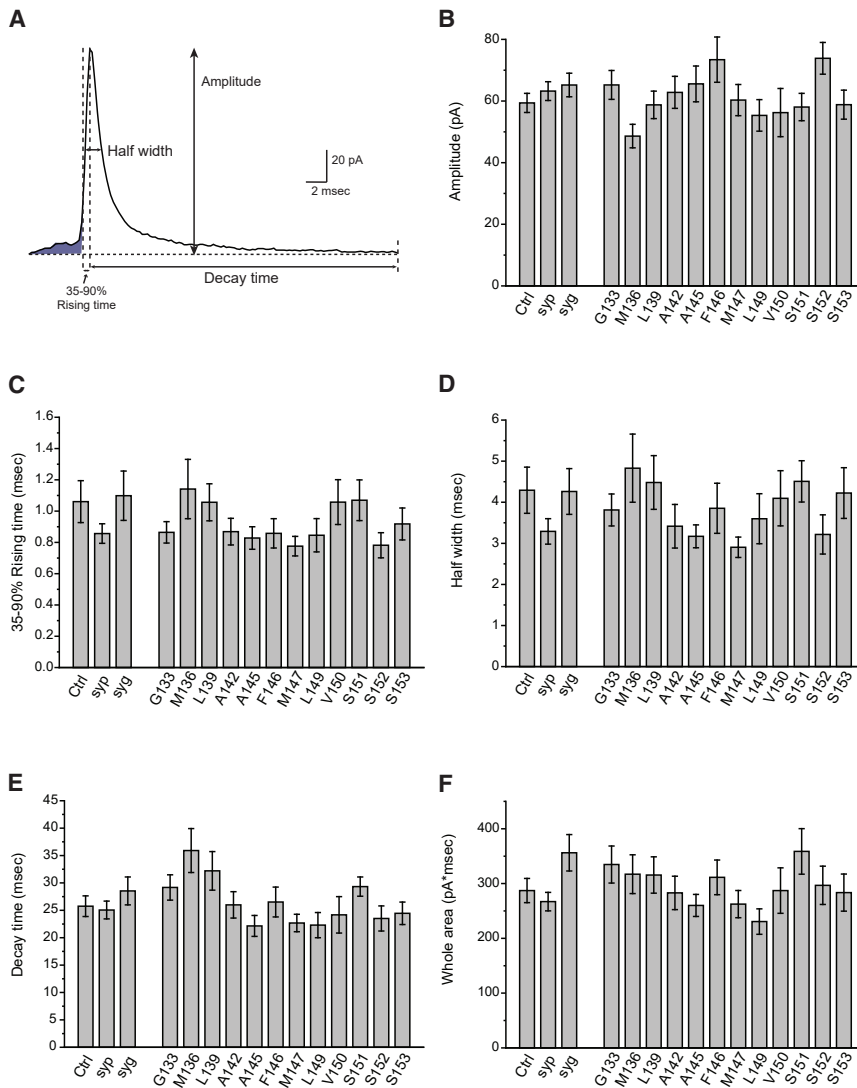 A
Amplitude
Half width
20 pA
2 msec
Decay time
35-90%
Rising time
B
Amplitude (pA)
80
60
40
20
0
Ctrl
syp
syg
G133
M136
L139
A142
A145
F146
M147
L149
V150
S151
S152
S153
C
35-90% Rising time (msec)
1.6
1.4
1.2
1.0
0.8
0.6
0.4
0.2
0.0
Ctrl
syp
syg
G133
M136
L139
A142
A145
F146
M147
L149
V150
S151
S152
S153
D
Half width (msec)
6
5
4
3
2
1
0
Ctrl
syp
syg
G133
M136
L139
A142
A145
F146
M147
L149
V150
S151
S152
S153
E
Decay time (msec)
45
40
35
30
25
20
15
10
5
0
Ctrl
syp
syg
G133
M136
L139
A142
A145
F146
M147
L149
V150
S151
S152
S153
F
Whole area (pA*msec)
400
300
200
100
0
Ctrl
syp
syg
G133
M136
L139
A142
A145
F146
M147
L149
V150
S151
S152
S153